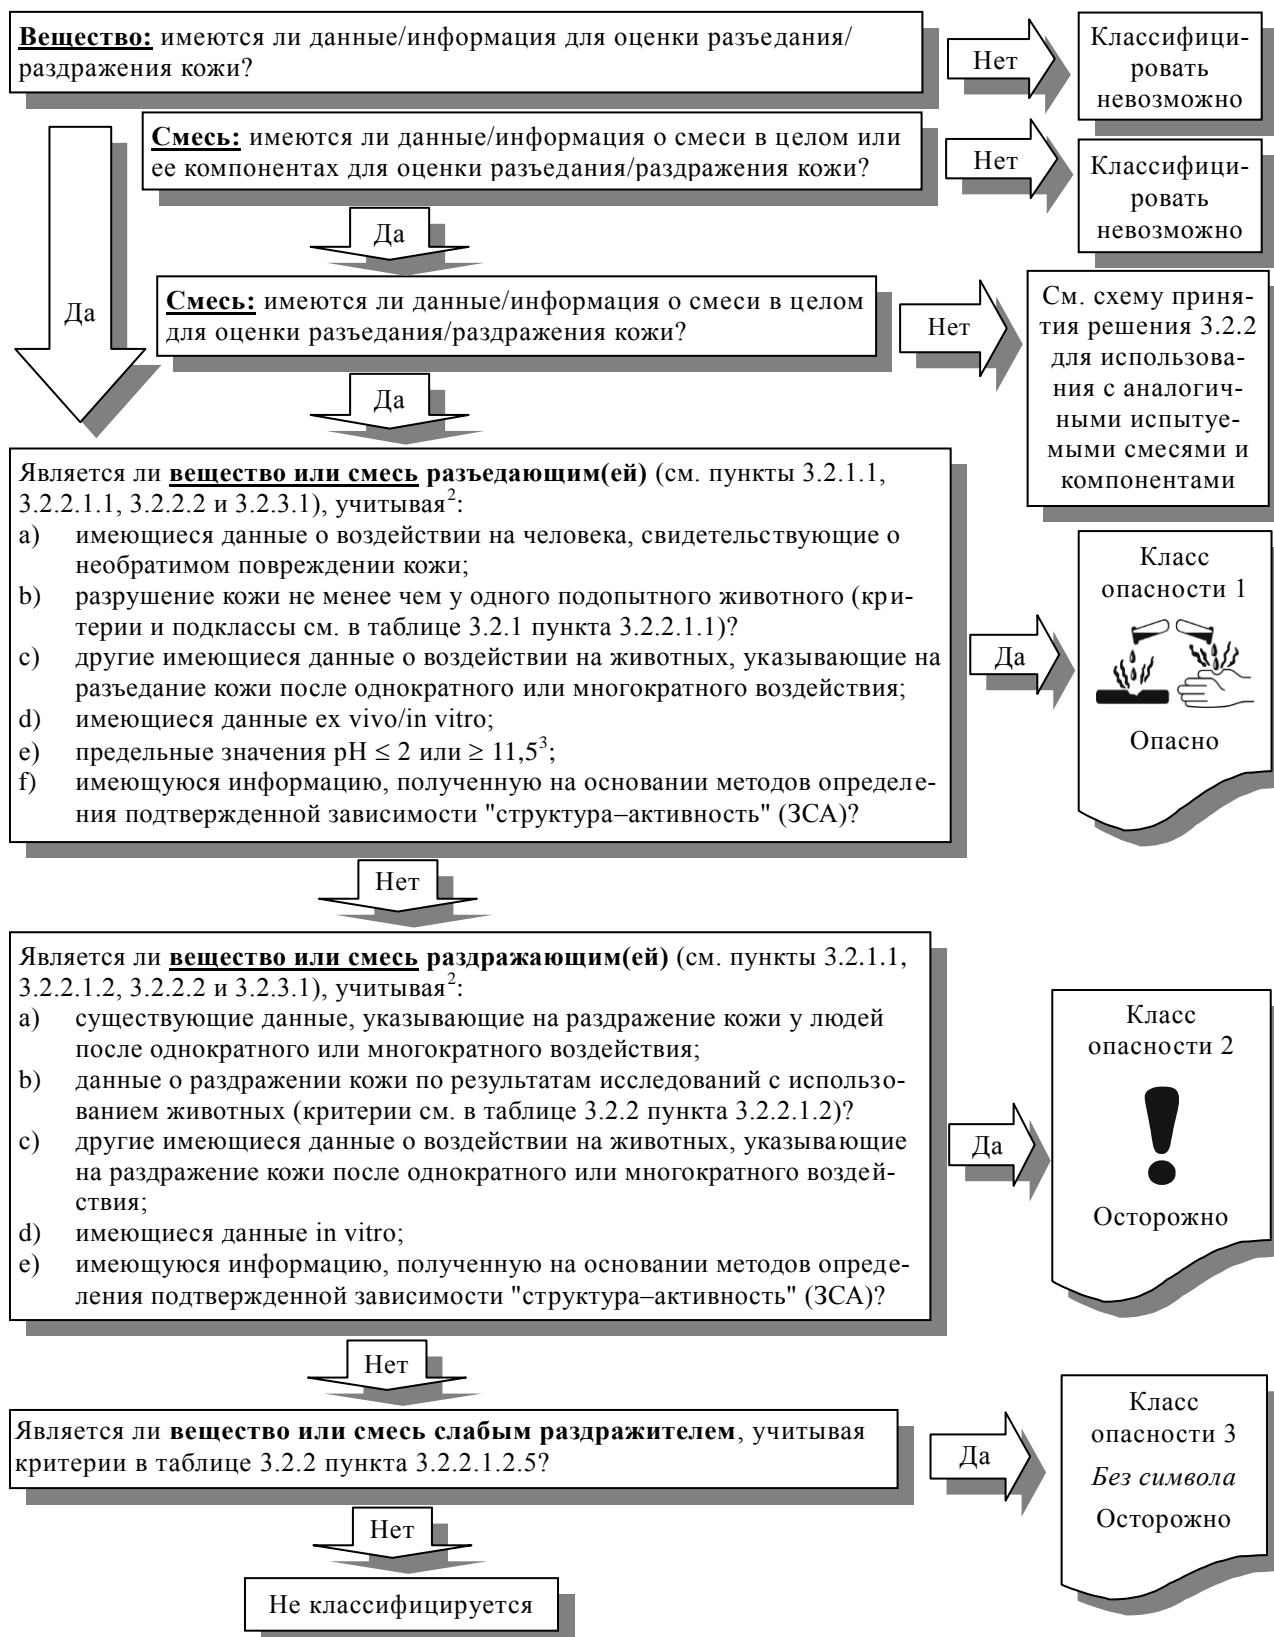 Вещество: имеются ли данные/информация для оценки разъедания/
раздражения кожи?
Нет
Классифици-
ровать
невозможно
Смесь: имеются ли данные/информация о смеси в целом или
ее компонентах для оценки разъедания/раздражения кожи?
Нет
Классифици-
ровать
невозможно
Да
Да
Смесь: имеются ли данные/информация о смеси в целом
для оценки разъедания/раздражения кожи?
Нет
См. схему приня-
тия решения 3.2.2
для использова-
ния с аналогич-
ными испытуе-
мыми смесями и
компонентами
Да
Является ли вещество или смесь разъедающим(ей) (см. пункты 3.2.1.1,
3.2.2.1.1, 3.2.2.2 и 3.2.3.1), учитывая²:
a) имеющиеся данные о воздействии на человека, свидетельствующие о
необратимом повреждении кожи;
b) разрушение кожи не менее чем у одного подопытного животного (кри-
терии и подклассы см. в таблице 3.2.1 пункта 3.2.2.1.1)?
c) другие имеющиеся данные о воздействии на животных, указывающие на
разъедание кожи после однократного или многократного воздействия;
d) имеющиеся данные ex vivo/in vitro;
e) предельные значения pH ≤ 2 или ≥ 11,5³;
f) имеющуюся информацию, полученную на основании методов определе-
ния подтвержденной зависимости "структура–активность" (ЗСА)?
Да
Класс
опасности 1
Опасно
Нет
Является ли вещество или смесь раздражающим(ей) (см. пункты 3.2.1.1,
3.2.2.1.2, 3.2.2.2 и 3.2.3.1), учитывая²:
a) существующие данные, указывающие на раздражение кожи у людей
после однократного или многократного воздействия;
b) данные о раздражении кожи по результатам исследований с использо-
ванием животных (критерии см. в таблице 3.2.2 пункта 3.2.2.1.2)?
c) другие имеющиеся данные о воздействии на животных, указывающие
на раздражение кожи после однократного или многократного воздей-
ствия;
d) имеющиеся данные in vitro;
e) имеющуюся информацию, полученную на основании методов опреде-
ления подтвержденной зависимости "структура–активность" (ЗСА)?
Да
Класс
опасности 2
Осторожно
Нет
Является ли вещество или смесь слабым раздражителем, учитывая
критерии в таблице 3.2.2 пункта 3.2.2.1.2.5?
Да
Класс
опасности 3
Без символа
Осторожно
Нет
Не классифицируется